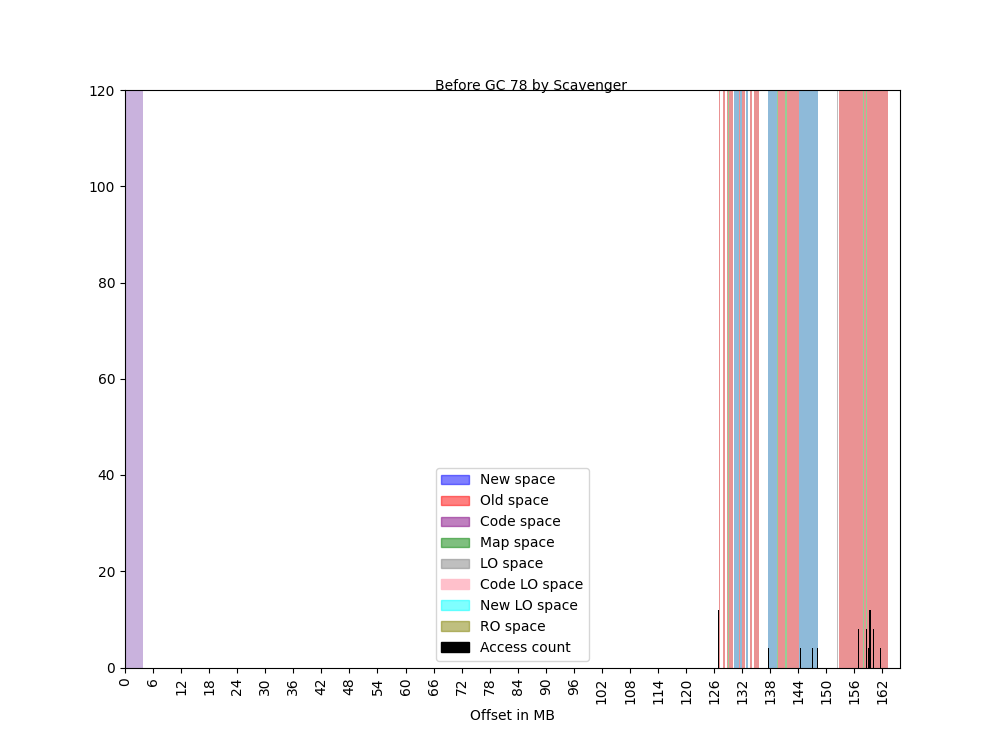 Before GC 78 by Scavenger
120
100
80
60
40
20
0
New space
Old space
Code space
Map space
LO space
Code LO space
New LO space
RO space
Access count
0 6 12 18 24 30 36 42 48 54 60 66 72 78 84 90 96 102 108 114 120 126 132 138 144 150 156 162
Offset in MB